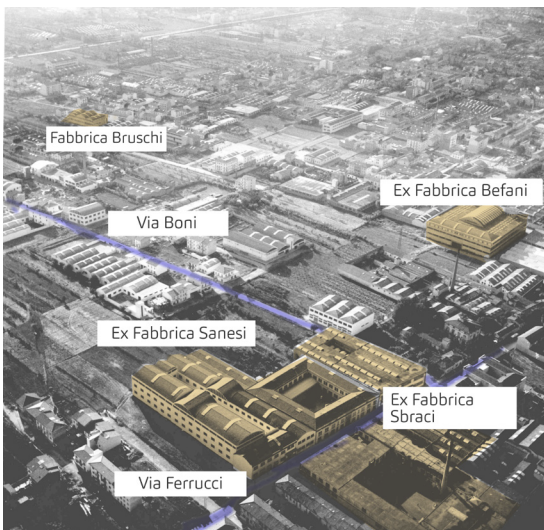 Fabbrica Bruschi
Ex Fabbrica Befani
Via Boni
Ex Fabbrica Sanesi
Ex Fabbrica
Sbraci
Via Ferrucci